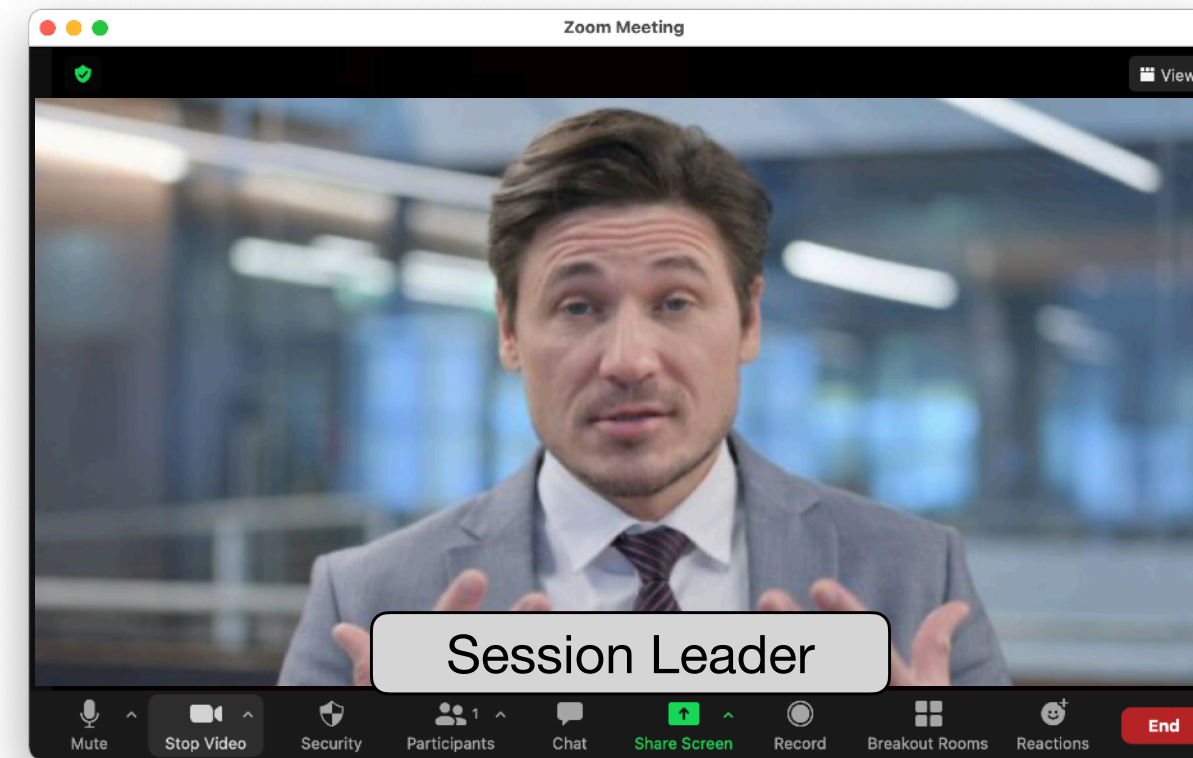 Zoom Meeting
View
Session Leader
1
Mute
Stop Video
Security
Participants
Chat
Share Screen
Record
Breakout Rooms
Reactions
End